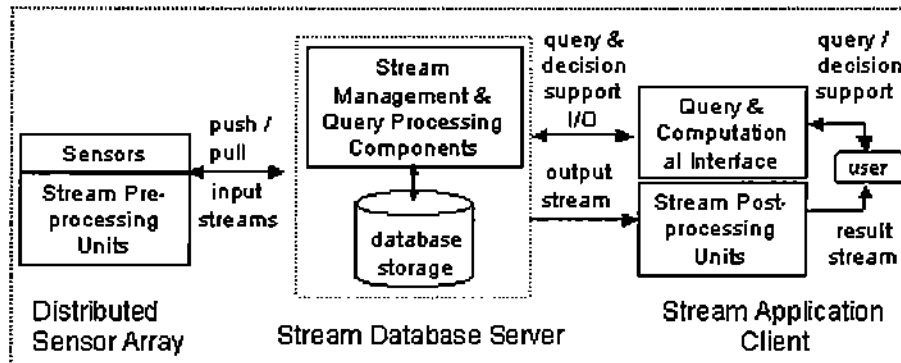 Sensors
Stream Pre-
processing
Units
push /
pull
input
streams
Distributed
Sensor Array
Stream
Management &
Query Processing
Components
database
storage
Stream Database Server
query &
decision
support
I/O
output
stream
Query &
Computation
al Interface
Stream Post-
processing
Units
query /
decision
support
user
result
stream
Stream Application
Client